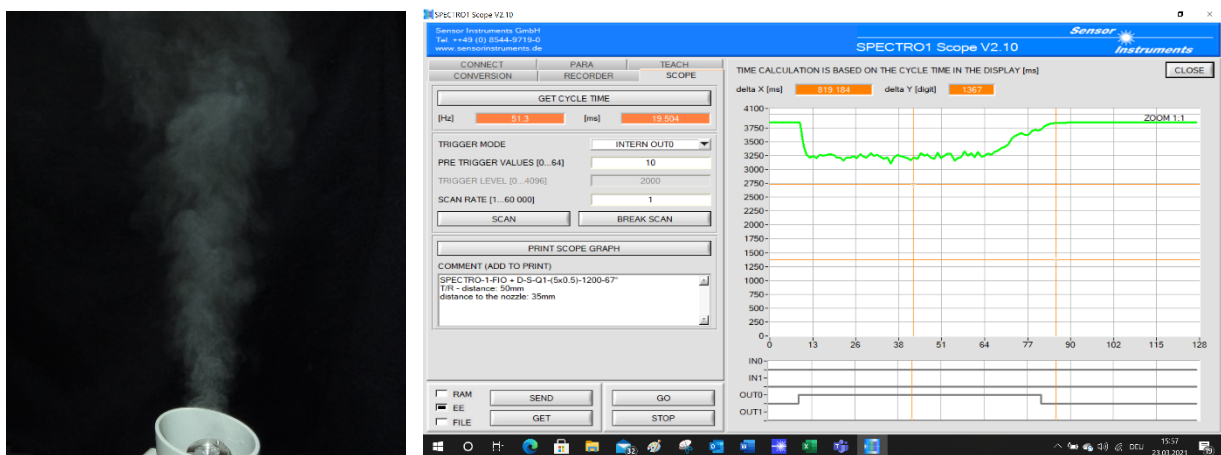 SPECTRO1 Scope V2.10
Sensor Instruments GmbH
Tel. ++49 (0) 8544-9719-0
www.sensorinstruments.de
SPECTRO1 Scope V2.10
Sensor
Instruments
CONNECT PARA TEACH
CONVERSION RECORDER SCOPE
GET CYCLE TIME
[Hz] 51.3 [ms] 19.504
TRIGGER MODE INTERN OUT0
PRE TRIGGER VALUES [0...64] 10
TRIGGER LEVEL [0...4096] 2000
SCAN RATE [1...60 000] 1
SCAN BREAK SCAN
PRINT SCOPE GRAPH
COMMENT (ADD TO PRINT)
SPECTRO-1-FIO + D-S-Q1-(5x0.5)-1200-67°
T/R - distance: 50mm
distance to the nozzle: 35mm
RAM
EE
FILE
SEND GO
GET STOP
TIME CALCULATION IS BASED ON THE CYCLE TIME IN THE DISPLAY [ms]
CLOSE
delta X [ms] 819.184 delta Y [digit] 1367
ZOOM 1:1
4100
3750
3500
3250
3000
2750
2500
2250
2000
1750
1500
1250
1000
750
500
250
0
0 13 26 38 51 64 77 90 102 115 128
IN0
IN1
OUT0
OUT1
32
DEU
15:57
23.03.2021